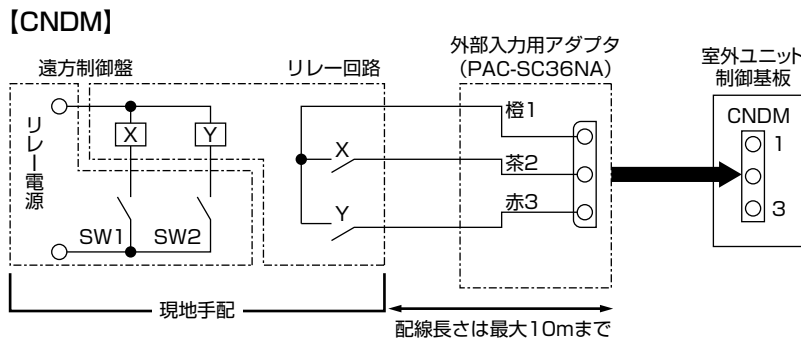 【CNDM】
遠方制御盤
リレー回路
外部入力用アダプタ
(PAC-SC36NA)
室外ユニット
制御基板
リレー電源
X
Y
SW1
SW2
X
Y
橙1
茶2
赤3
CNDM
1
3
現地手配
配線長さは最大10mまで